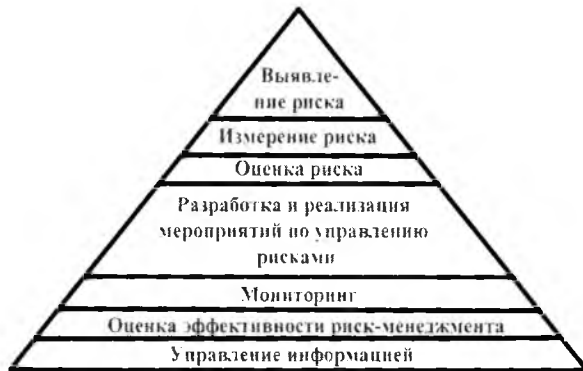 Выявле-
ние риска
Измерение риска
Оценка риска
Разработка и реализация
мероприятий по управлению
рисками
Мониторинг
Оценка эффективности риск-менеджмента
Управление информацией